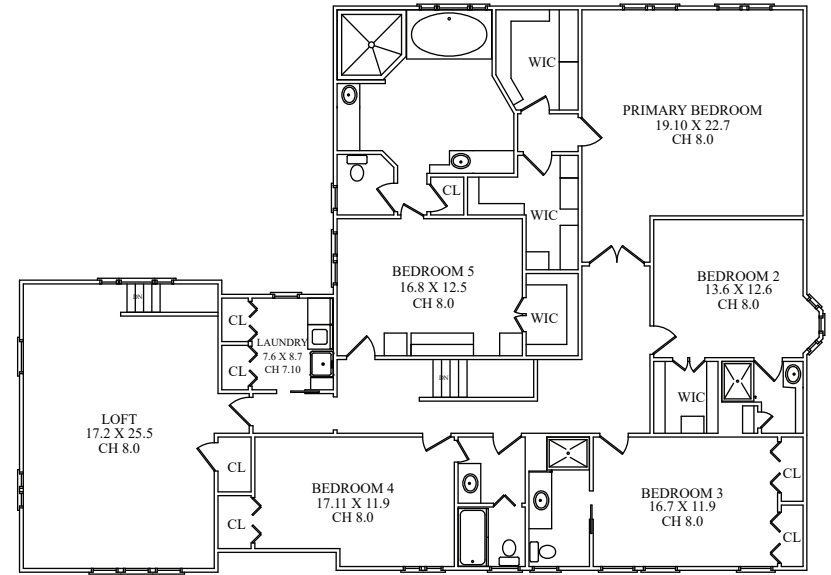 WIC
PRIMARY BEDROOM
19.10 X 22.7
CH 8.0
CL
WIC
BEDROOM 5
16.8 X 12.5
CH 8.0
WIC
BEDROOM 2
13.6 X 12.6
CH 8.0
DN
CL
LAUNDRY
7.6 X 8.7
CH 7.10
CL
DN
WIC
LOFT
17.2 X 25.5
CH 8.0
CL
CL
BEDROOM 4
17.11 X 11.9
CH 8.0
BEDROOM 3
16.7 X 11.9
CH 8.0
CL
CL